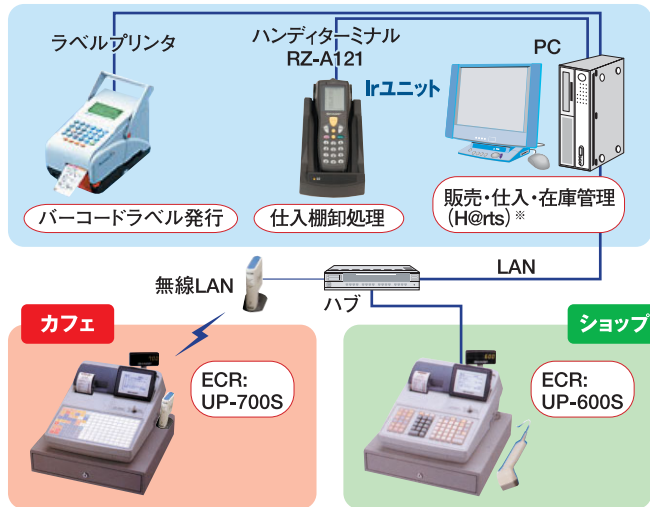 ラベルプリンタ
ハンディターミナル
RZ-A121
Irユニット
PC
バーコードラベル発行
仕入棚卸処理
販売・仕入・在庫管理
(H@rts)※
無線LAN
ハブ
LAN
カフェ
ECR:
UP-700S
ショップ
ECR:
UP-600S